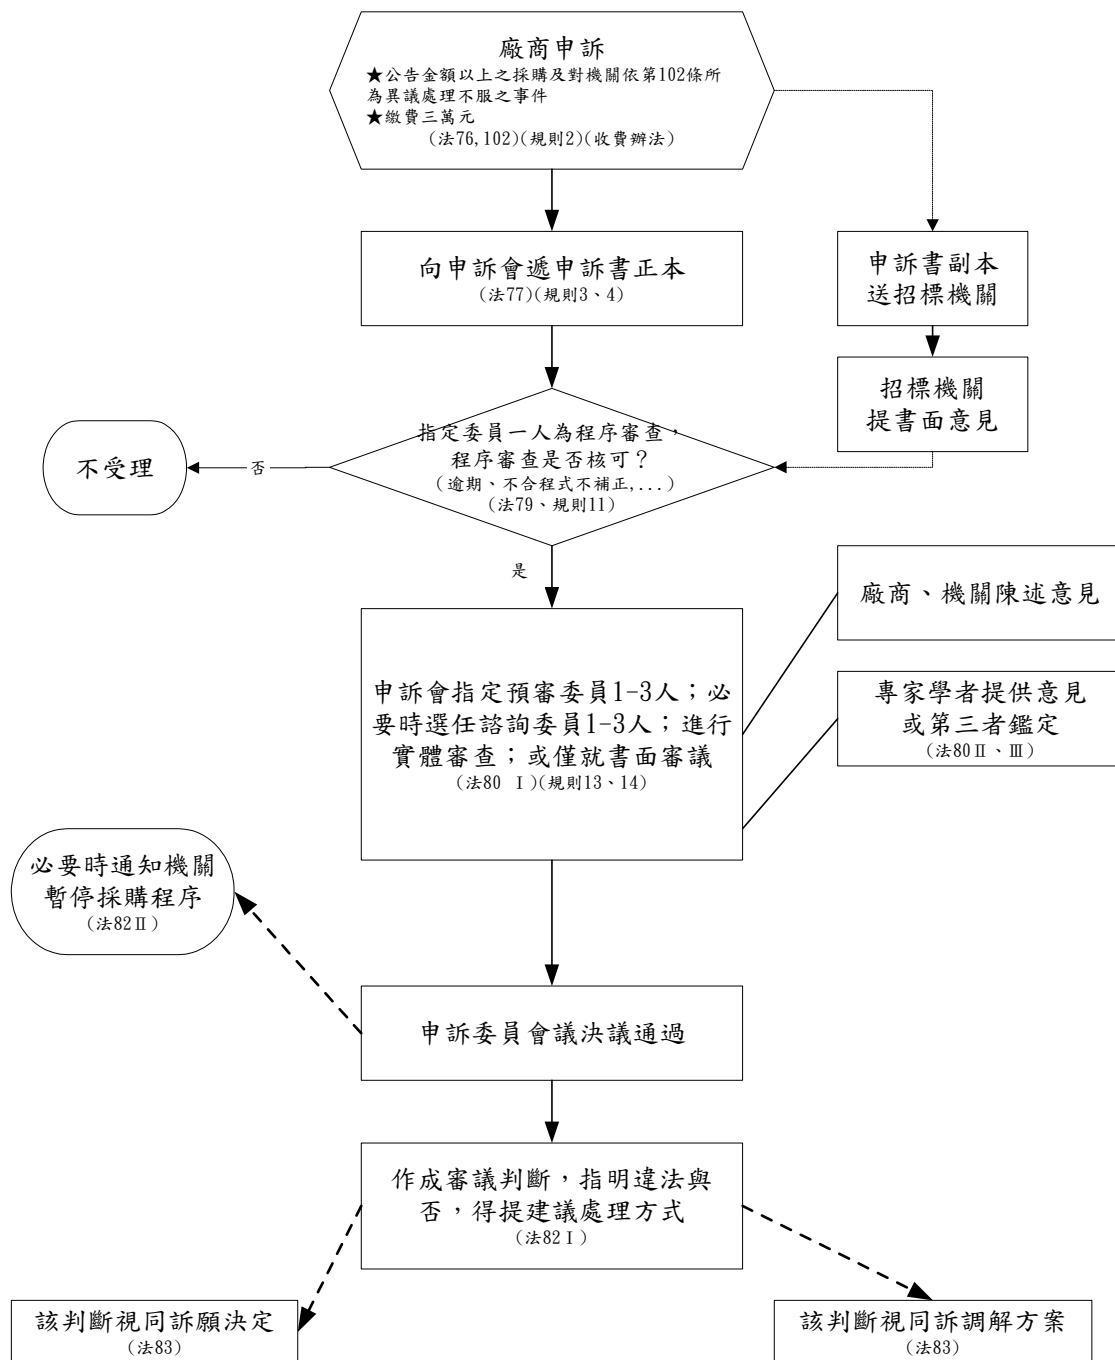 廠商申訴
★公告金額以上之採購及對機關依第102條所
為異議處理不服之事件
★繳費三萬元
(法76,102)(規則2)(收費辦法)
向申訴會遞申訴書正本
(法77)(規則3、4)
申訴書副本
送招標機關
招標機關
提書面意見
指定委員一人為程序審查，
程序審查是否核可？
(逾期、不合程式不補正,...)
(法79、規則11)
否
不受理
是
廠商、機關陳述意見
申訴會指定預審委員1-3人；必
要時選任諮詢委員1-3人；進行
實體審查；或僅就書面審議
(法80 Ⅰ)(規則13、14)
專家學者提供意見
或第三者鑑定
(法80Ⅱ、Ⅲ)
必要時通知機關
暫停採購程序
(法82Ⅱ)
申訴委員會議決議通過
作成審議判斷，指明違法與
否，得提建議處理方式
(法82Ⅰ)
該判斷視同訴願決定
(法83)
該判斷視同訴調解方案
(法83)